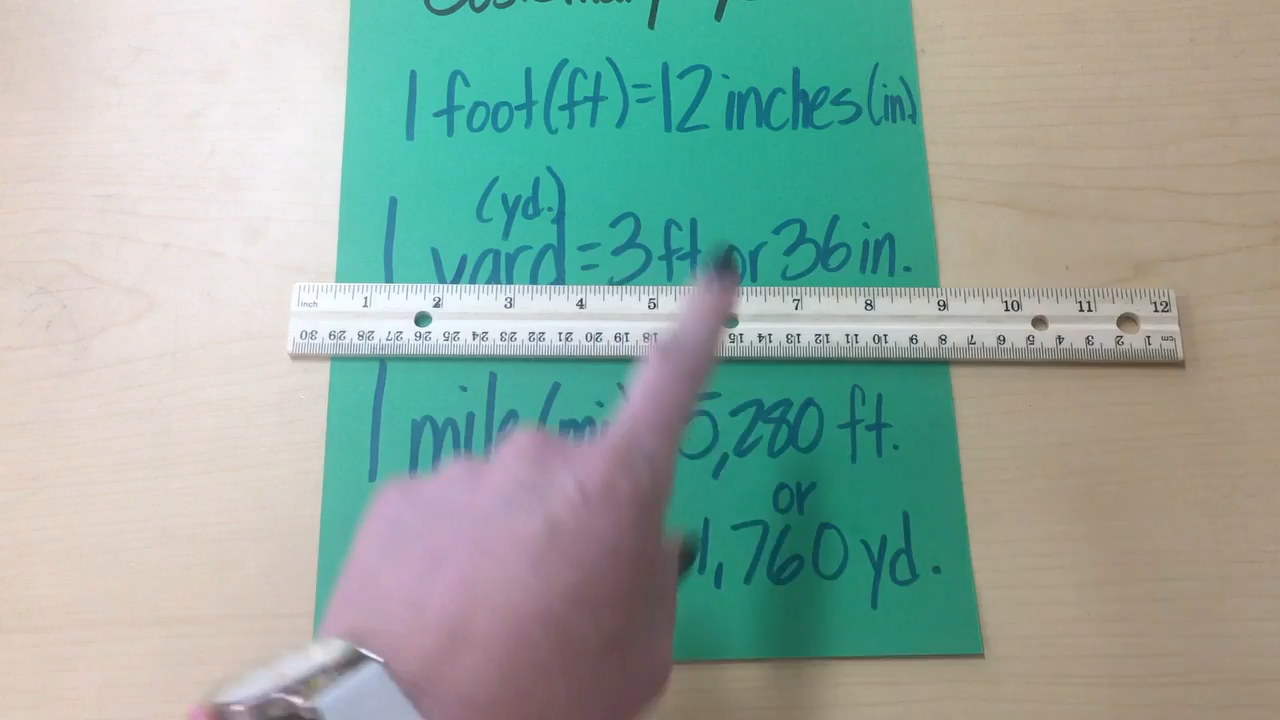 1 foot (ft) = 12 inches (in)
(yd.)
1 yard = 3 ft or 36 in.
inch 1 2 3 4 5 7 8 9 10 11 12
30 29 28 27 26 25 24 23 22 21 20 19 18 15 14 13 12 11 10 9 8 7 6 5 4 3 2 1 cm
1 mile (mi) 5,280 ft.
or
1,760 yd.